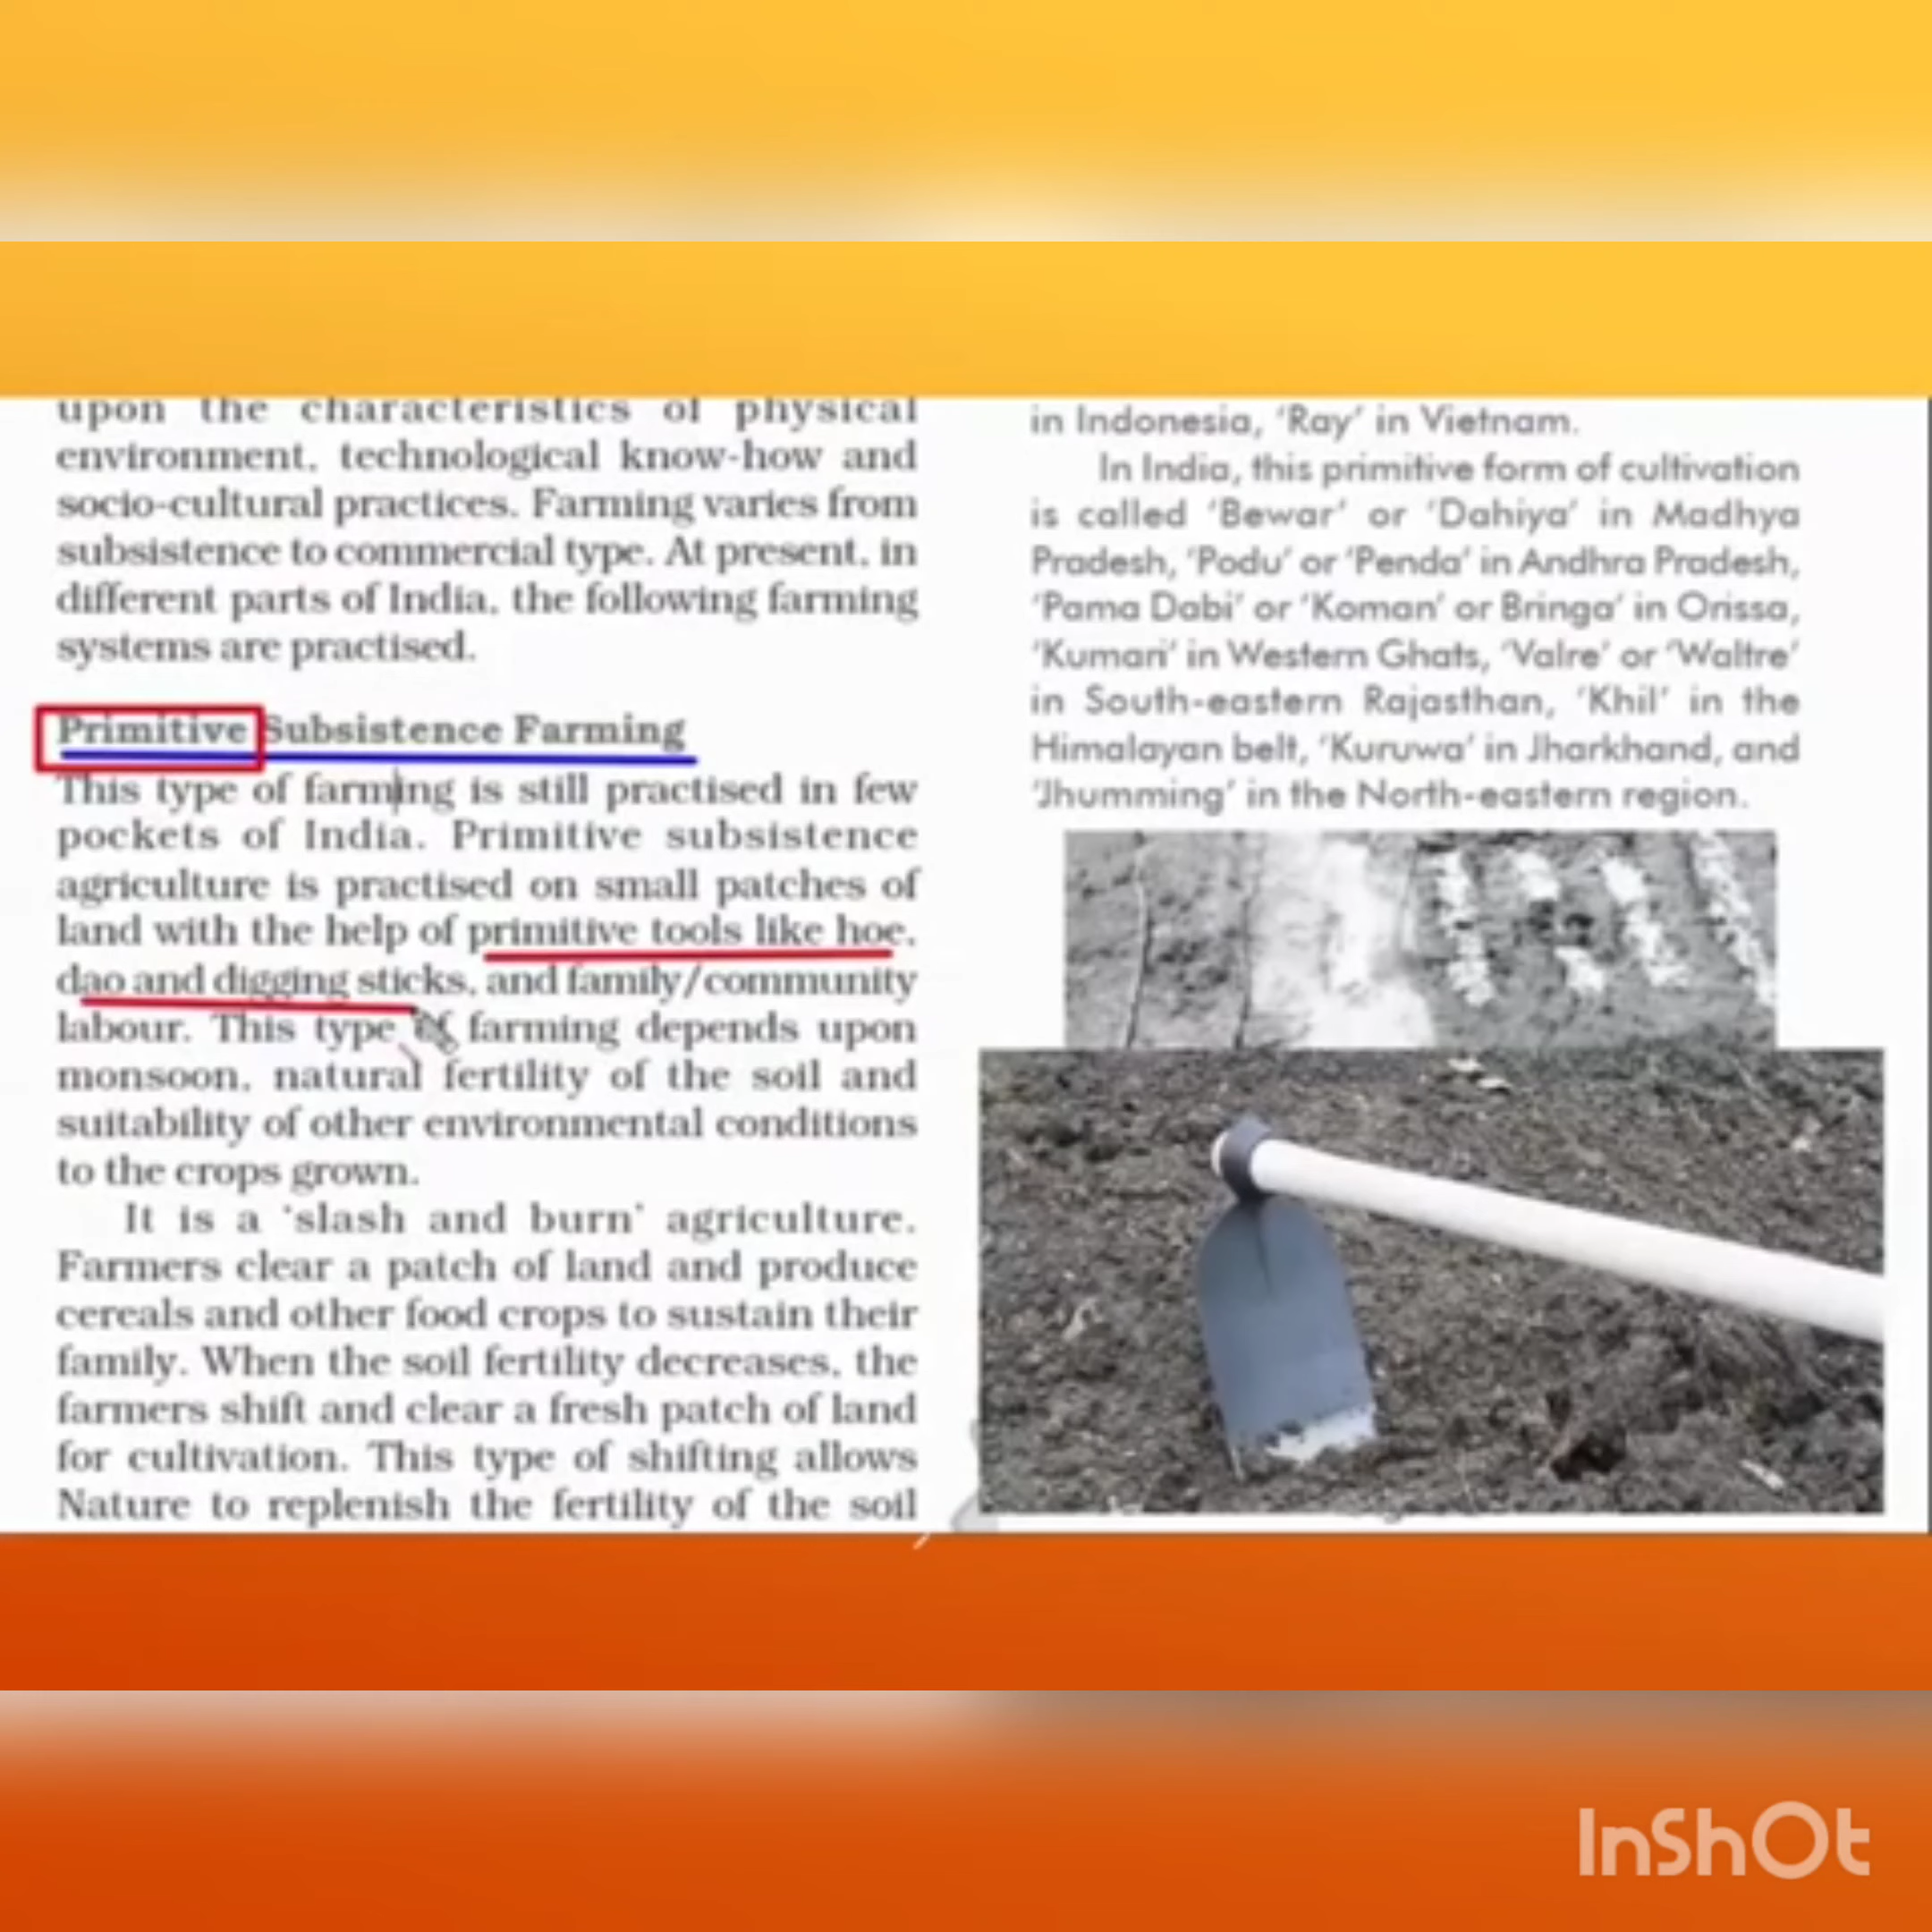 upon the characteristics of physical
environment, technological know-how and
socio-cultural practices. Farming varies from
subsistence to commercial type. At present, in
different parts of India, the following farming
systems are practised.
Primitive Subsistence Farming
This type of farming is still practised in few
pockets of India. Primitive subsistence
agriculture is practised on small patches of
land with the help of primitive tools like hoe,
dao and digging sticks, and family/community
labour. This type of farming depends upon
monsoon, natural fertility of the soil and
suitability of other environmental conditions
to the crops grown.
It is a 'slash and burn' agriculture.
Farmers clear a patch of land and produce
cereals and other food crops to sustain their
family. When the soil fertility decreases, the
farmers shift and clear a fresh patch of land
for cultivation. This type of shifting allows
Nature to replenish the fertility of the soil
in Indonesia, 'Ray' in Vietnam.
In India, this primitive form of cultivation
is called 'Bewar' or 'Dahiya' in Madhya
Pradesh, 'Podu' or 'Penda' in Andhra Pradesh,
'Pama Dabi' or 'Koman' or Bringa' in Orissa,
'Kumari' in Western Ghats, 'Valre' or 'Waltre'
in South-eastern Rajasthan, 'Khil' in the
Himalayan belt, 'Kuruwa' in Jharkhand, and
'Jhumming' in the North-eastern region.
InShOt